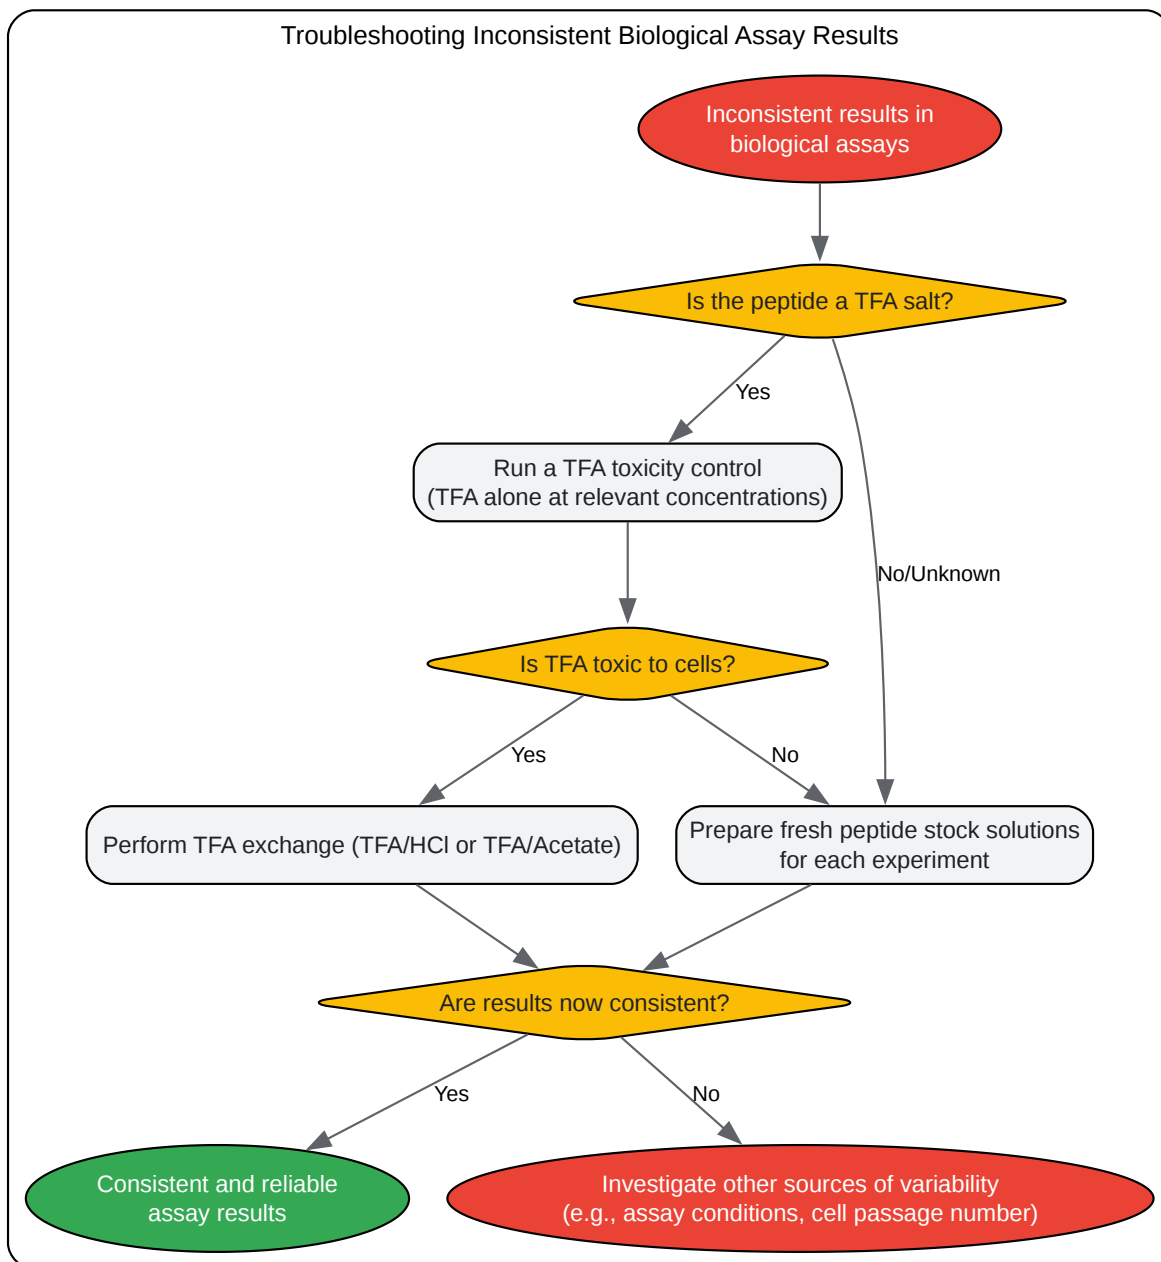 Troubleshooting Inconsistent Biological Assay Results
Inconsistent results in
biological assays
Is the peptide a TFA salt?
Yes
Run a TFA toxicity control
(TFA alone at relevant concentrations)
No/Unknown
Is TFA toxic to cells?
Yes
No
Perform TFA exchange (TFA/HCl or TFA/Acetate)
Prepare fresh peptide stock solutions
for each experiment
Are results now consistent?
Yes
No
Consistent and reliable
assay results
Investigate other sources of variability
(e.g., assay conditions, cell passage number)